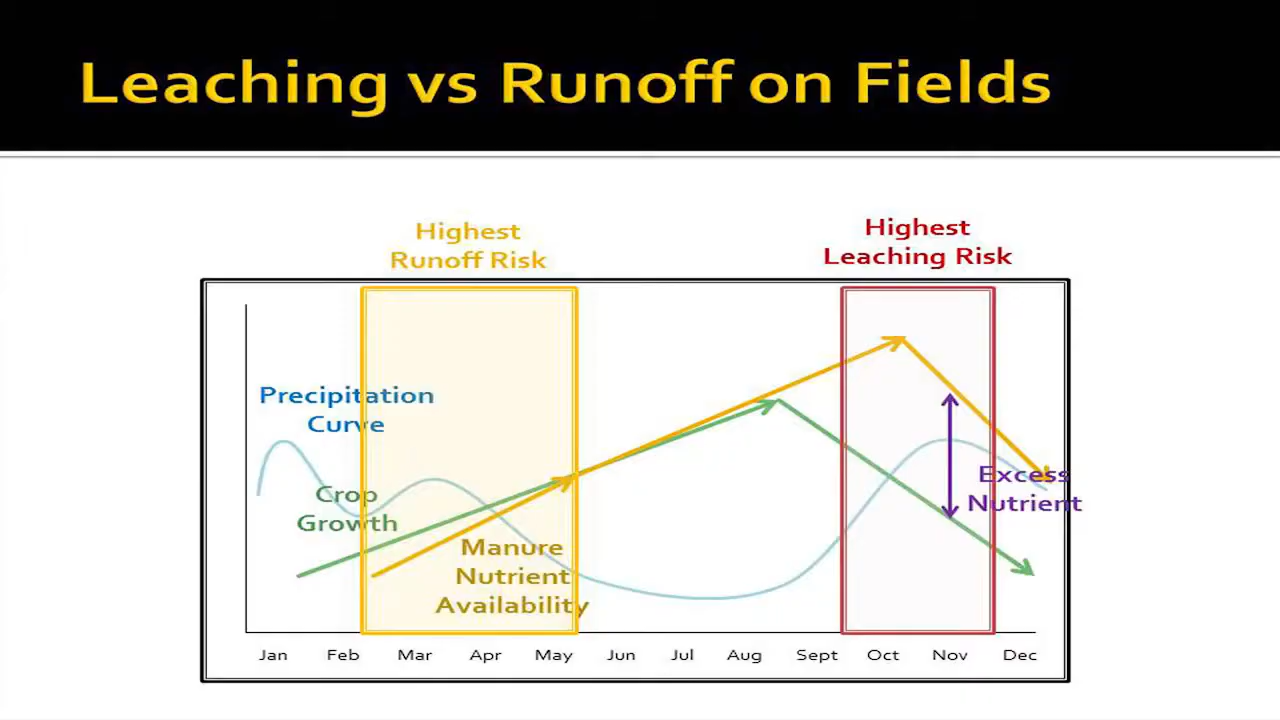 Leaching vs Runoff on Fields
Highest
Runoff Risk
Highest
Leaching Risk
Precipitation
Curve
Crop
Growth
Excess
Nutrient
Manure
Nutrient
Availability
Jan Feb Mar Apr May Jun Jul Aug Sept Oct Nov Dec